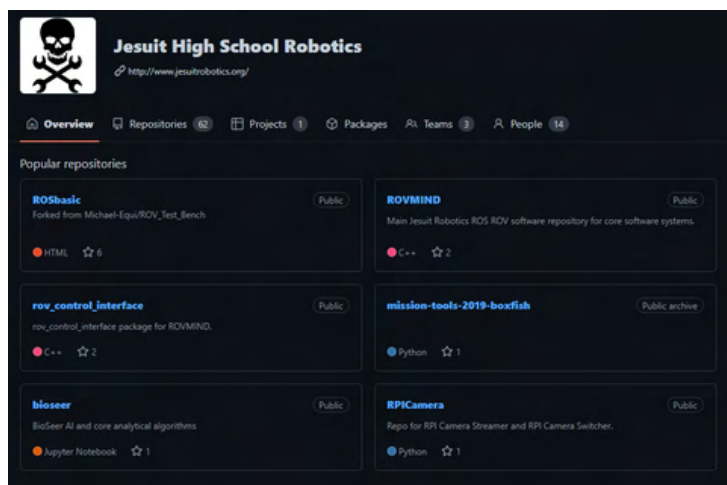 Jesuit High School Robotics
http://www.jesuitrobotics.org/
Overview Repositories 62 Projects 1 Packages Teams 3 People 14
Popular repositories
ROSbasic Public
Forked from Michael-Equi/ROV_Test_Bench
HTML 6
ROVMIND Public
Main Jesuit Robotics ROS ROV software repository for core software systems.
C++ 2
rov_control_interface Public
rov_control_interface package for ROVMIND.
C++ 2
mission-tools-2019-boxfish Public archive
Python 1
bioseer Public
BioSeer AI and core analytical algorithms
Jupyter Notebook 1
RPICamera Public
Repo for RPI Camera Streamer and RPI Camera Switcher.
Python 1